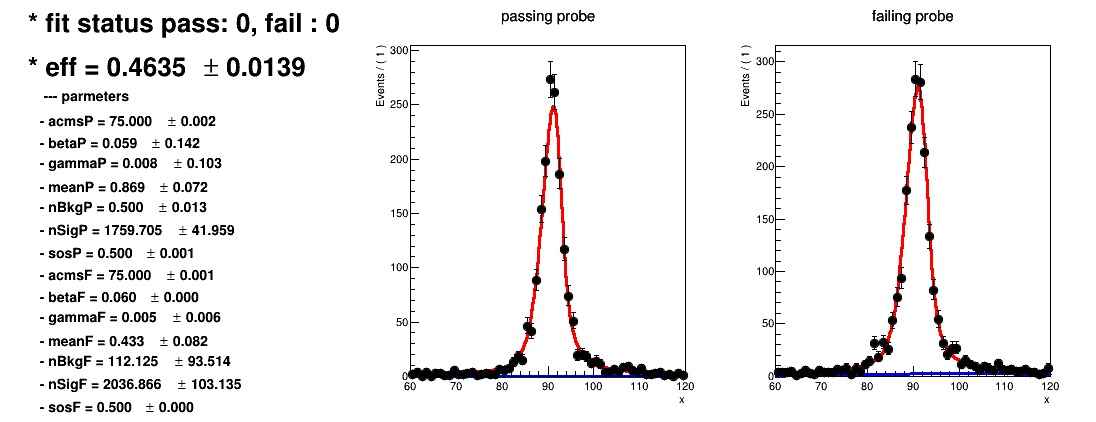 * fit status pass: 0, fail : 0
* eff = 0.4635 ± 0.0139
--- parmeters
- acmsP = 75.000 ± 0.002
- betaP = 0.059 ± 0.142
- gammaP = 0.008 ± 0.103
- meanP = 0.869 ± 0.072
- nBkgP = 0.500 ± 0.013
- nSigP = 1759.705 ± 41.959
- sosP = 0.500 ± 0.001
- acmsF = 75.000 ± 0.001
- betaF = 0.060 ± 0.000
- gammaF = 0.005 ± 0.006
- meanF = 0.433 ± 0.082
- nBkgF = 112.125 ± 93.514
- nSigF = 2036.866 ± 103.135
- sosF = 0.500 ± 0.000
passing probe
Events / ( 1 )
300
250
200
150
100
50
0
60 70 80 90 100 110 120
x
failing probe
Events / ( 1 )
300
250
200
150
100
50
0
60 70 80 90 100 110 120
x